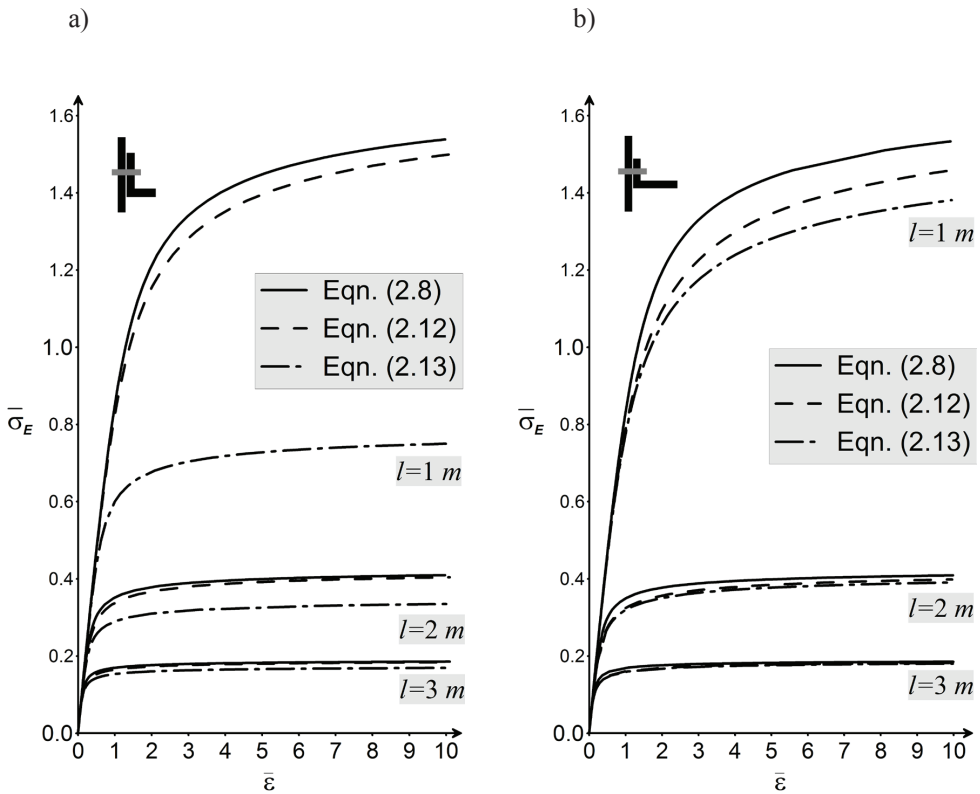 a)
1.6
1.4
1.2
1.0
0.8
0.6
0.4
0.2
0.0
σ̅E
Eqn. (2.8)
Eqn. (2.12)
Eqn. (2.13)
l=1 m
l=2 m
l=3 m
0 1 2 3 4 5 6 7 8 9 10
ε̅
b)
1.6
1.4
1.2
1.0
0.8
0.6
0.4
0.2
0.0
σ̅E
l=1 m
Eqn. (2.8)
Eqn. (2.12)
Eqn. (2.13)
l=2 m
l=3 m
0 1 2 3 4 5 6 7 8 9 10
ε̅